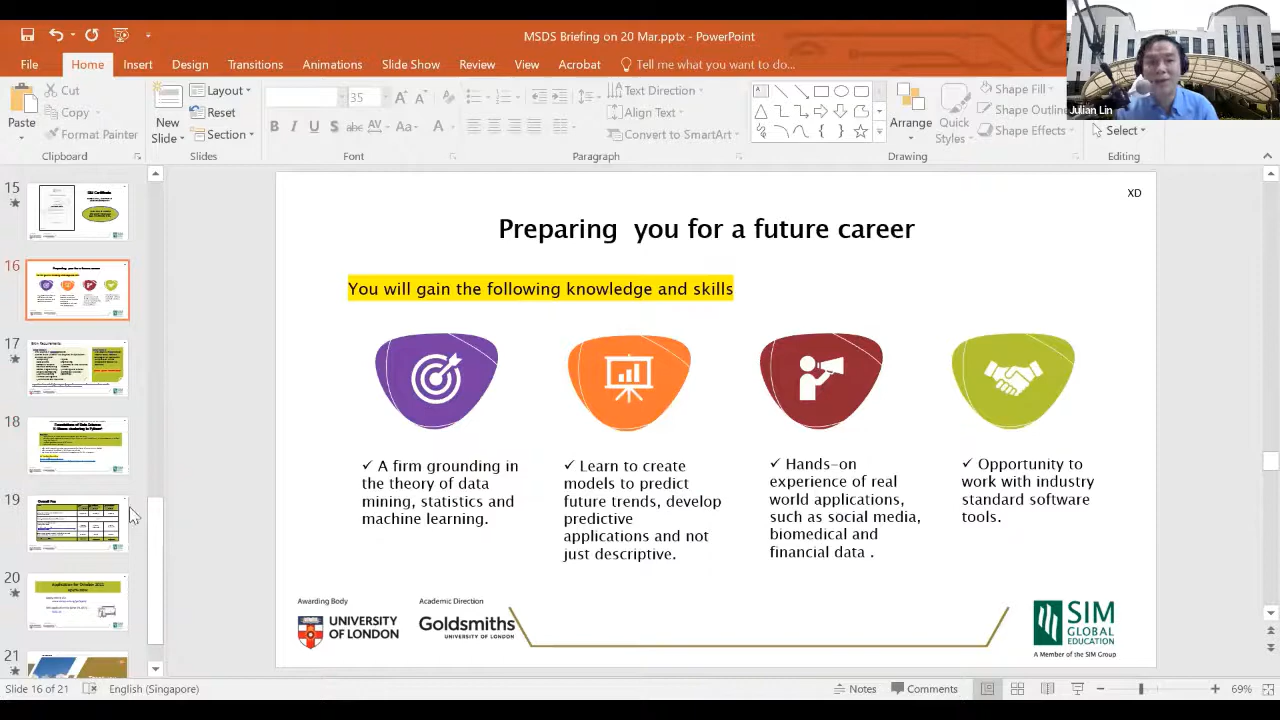 MSDS Briefing on 20 Mar.pptx - PowerPoint
File Home Insert Design Transitions Animations Slide Show Review View Acrobat Tell me what you want to do...
Julian Lin
Cut
Copy
Format Painter
Paste
Clipboard
New
Slide
Layout
Reset
Section
Slides
35
B I U S abc AV Aa A
Font
Text Direction
Align Text
Convert to SmartArt
Paragraph
Arrange
Quick
Styles
Shape Fill
Shape Outline
Shape Effects
Drawing
Select
Editing
15
16
17
18
19
20
21
XD
Preparing you for a future career
You will gain the following knowledge and skills
✓ A firm grounding in
the theory of data
mining, statistics and
machine learning.
✓ Learn to create
models to predict
future trends, develop
predictive
applications and not
just descriptive.
✓ Hands-on
experience of real
world applications,
such as social media,
biomedical and
financial data .
✓ Opportunity to
work with industry
standard software
tools.
Awarding Body
UNIVERSITY
OF LONDON
Academic Direction
Goldsmiths
UNIVERSITY OF LONDON
SIM
GLOBAL
EDUCATION
A Member of the SIM Group
Slide 16 of 21 English (Singapore) Notes Comments 69%